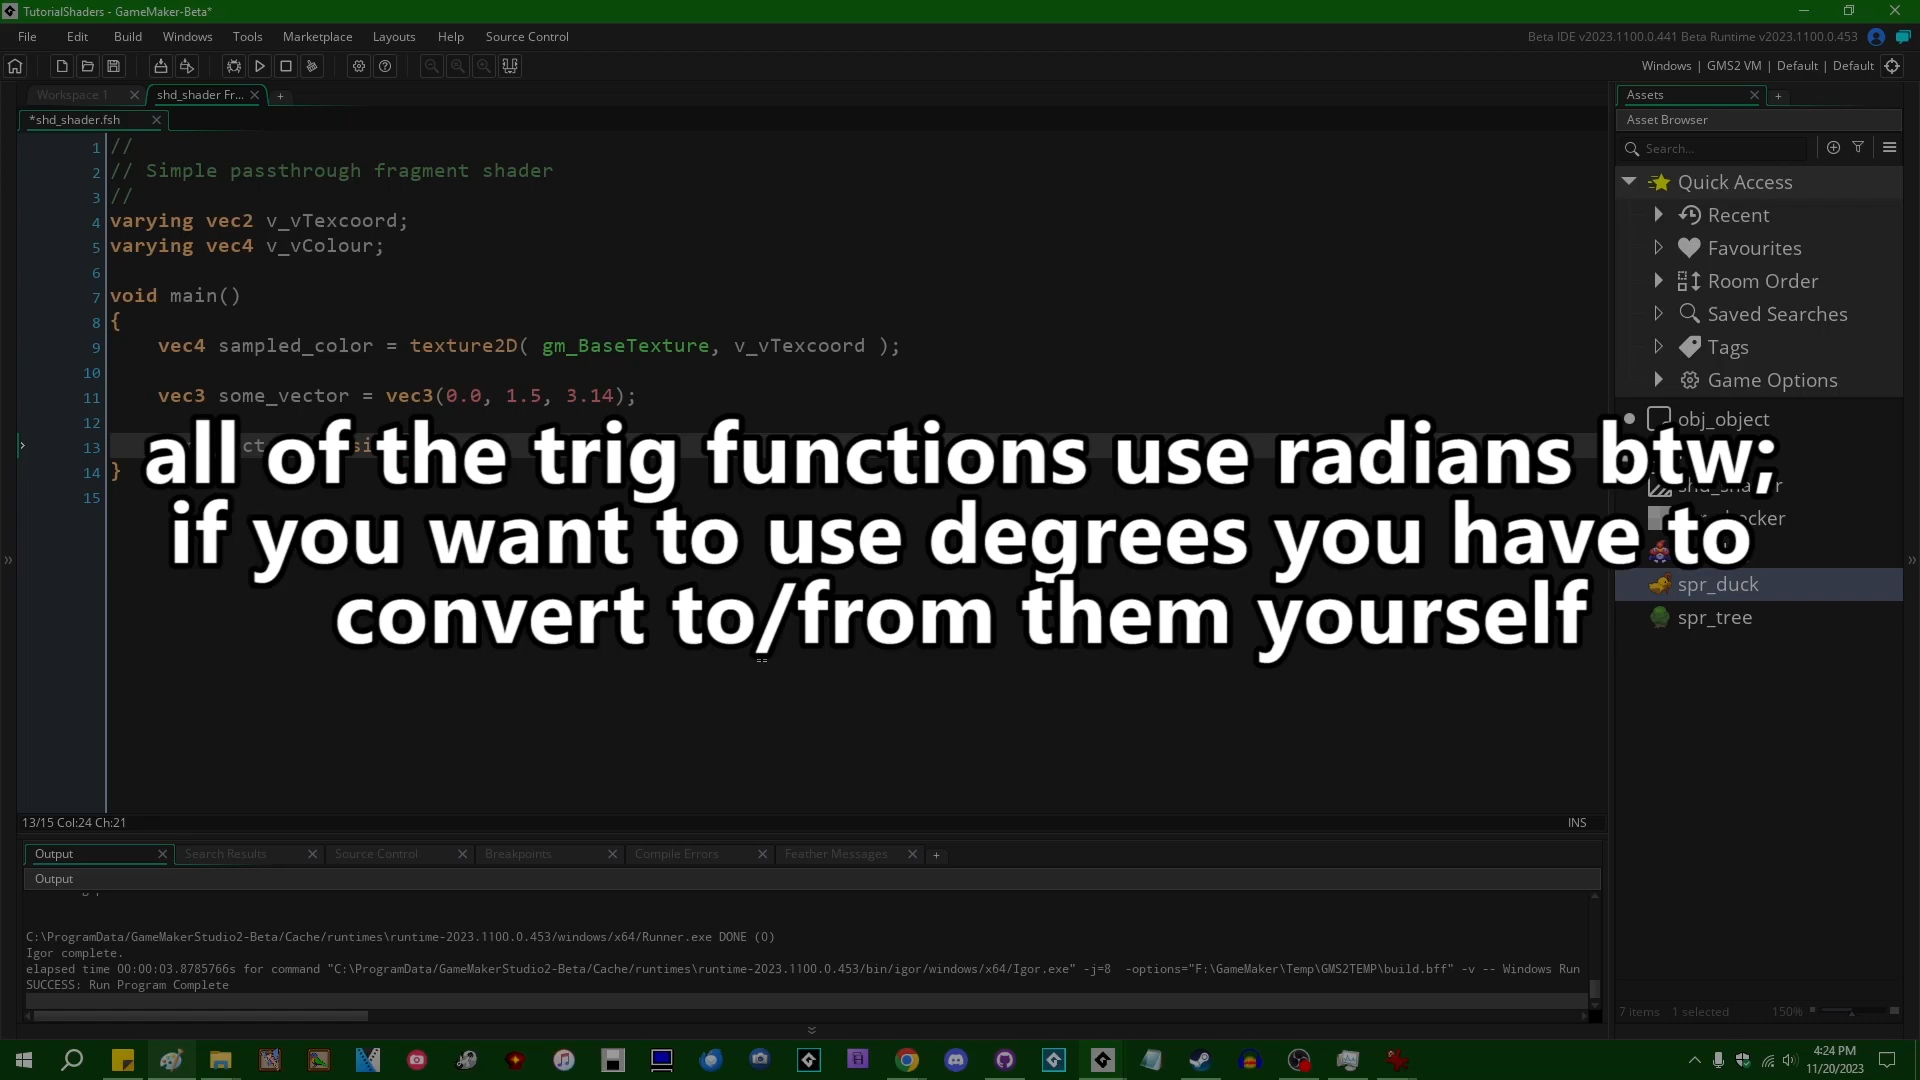 TutorialShaders - GameMaker-Beta*
File Edit Build Windows Tools Marketplace Layouts Help Source Control
Beta IDE v2023.1100.0.441 Beta Runtime v2023.1100.0.453
Windows | GMS2 VM | Default | Default
Workspace 1
shd_shader Fr...
*shd_shader.fsh
1 //
2 // Simple passthrough fragment shader
3 //
4 varying vec2 v_vTexcoord;
5 varying vec4 v_vColour;
6
7 void main()
8 {
9 vec4 sampled_color = texture2D( gm_BaseTexture, v_vTexcoord );
10
11 vec3 some_vector = vec3(0.0, 1.5, 3.14);
12
13
14 }
15
all of the trig functions use radians btw;
if you want to use degrees you have to
convert to/from them yourself
13/15 Col:24 Ch:21
INS
Assets
Asset Browser
Search...
Quick Access
Recent
Favourites
Room Order
Saved Searches
Tags
Game Options
obj_object
spr_duck
spr_tree
7 items 1 selected 150%
Output Search Results Source Control Breakpoints Compile Errors Feather Messages
Output
C:\ProgramData/GameMakerStudio2-Beta/Cache/runtimes\runtime-2023.1100.0.453/windows/x64/Runner.exe DONE (0)
Igor complete.
elapsed time 00:00:03.8785766s for command "C:\ProgramData/GameMakerStudio2-Beta/Cache/runtimes\runtime-2023.1100.0.453/bin/igor/windows/x64/Igor.exe" -j=8 -options="F:\GameMaker\Temp\GMS2TEMP\build.bff" -v -- Windows Run
SUCCESS: Run Program Complete
4:24 PM
11/20/2023